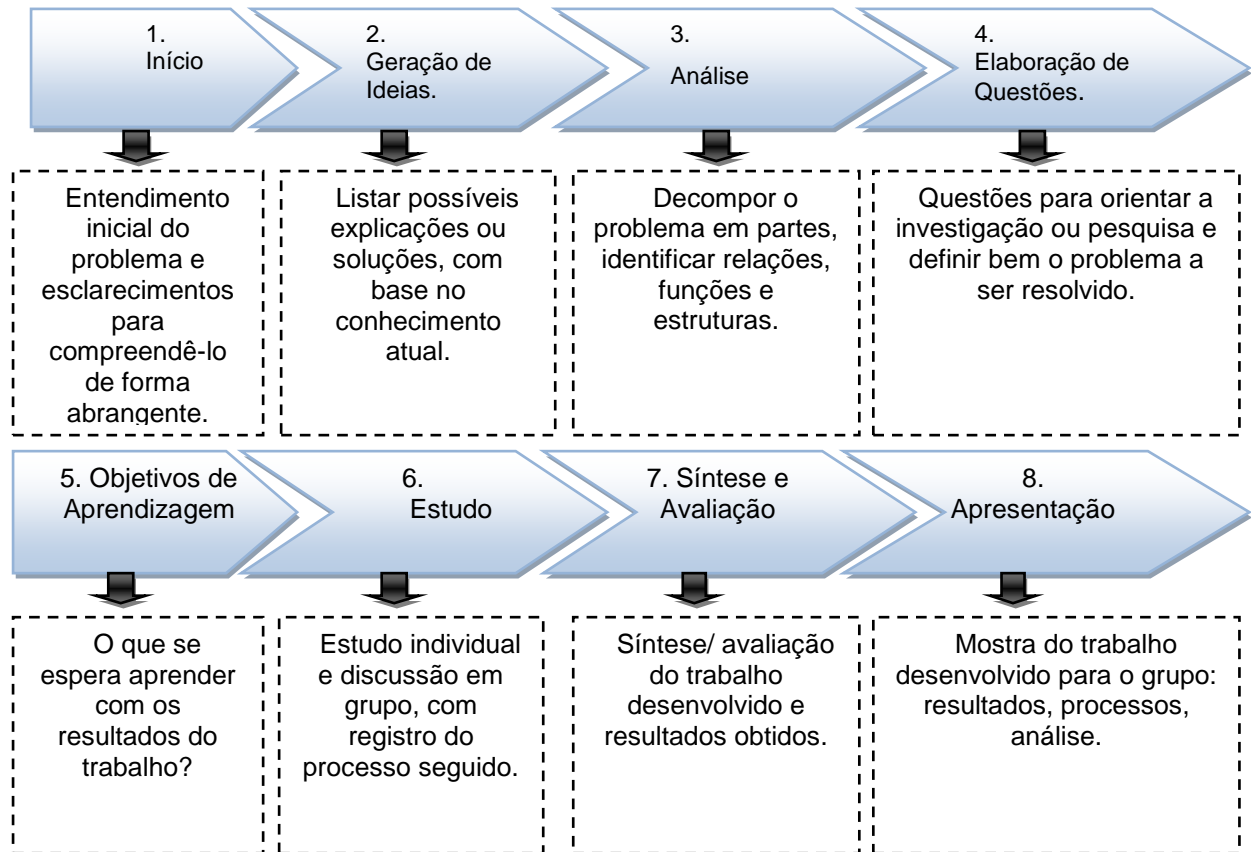 1.
Início
2.
Geração de
Ideias.
3.
Análise
4.
Elaboração de
Questões.
Entendimento
inicial do
problema e
esclarecimentos
para
compreendê-lo
de forma
abrangente.
Listar possíveis
explicações ou
soluções, com
base no
conhecimento
atual.
Decompor o
problema em partes,
identificar relações,
funções e
estruturas.
Questões para orientar a
investigação ou pesquisa e
definir bem o problema a
ser resolvido.
5. Objetivos de
Aprendizagem
6.
Estudo
7. Síntese e
Avaliação
8.
Apresentação
O que se
espera aprender
com os
resultados do
trabalho?
Estudo individual
e discussão em
grupo, com
registro do
processo seguido.
Síntese/ avaliação
do trabalho
desenvolvido e
resultados obtidos.
Mostra do trabalho
desenvolvido para o grupo:
resultados, processos,
análise.